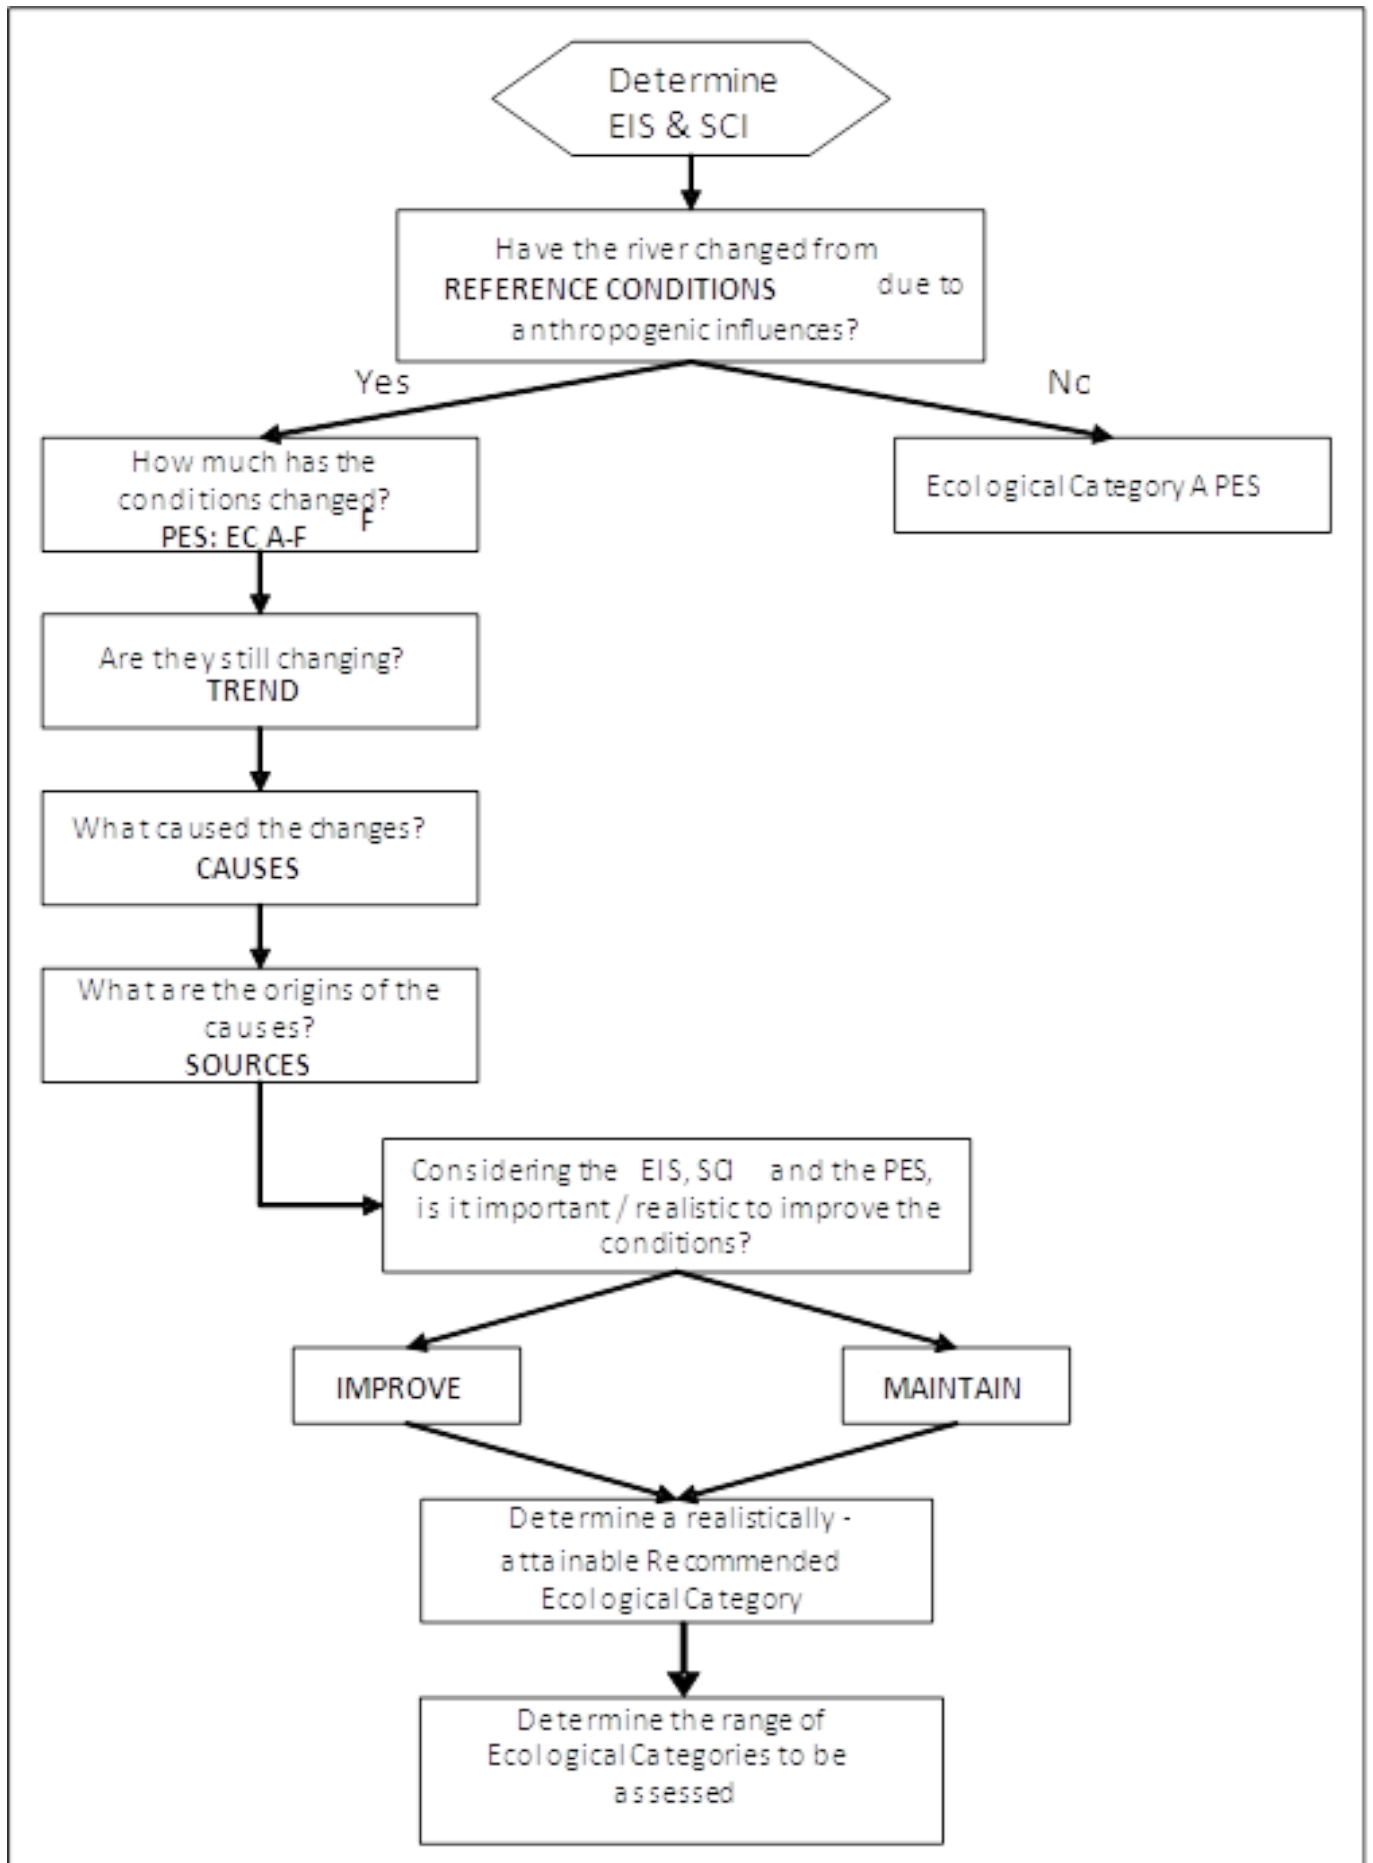 Determine
EIS & SCI
Have the river changed from
REFERENCE CONDITIONS due to
anthropogenic influences?
Yes
No
How much has the
conditions changed?
F
PES: EC A-F
Ecological Category A PES
Are they still changing?
TREND
What caused the changes?
CAUSES
What are the origins of the
causes?
SOURCES
Considering the EIS, SCI and the PES,
is it important / realistic to improve the
conditions?
IMPROVE
MAINTAIN
Determine a realistically -
attainable Recommended
Ecological Category
Determine the range of
Ecological Categories to be
assessed